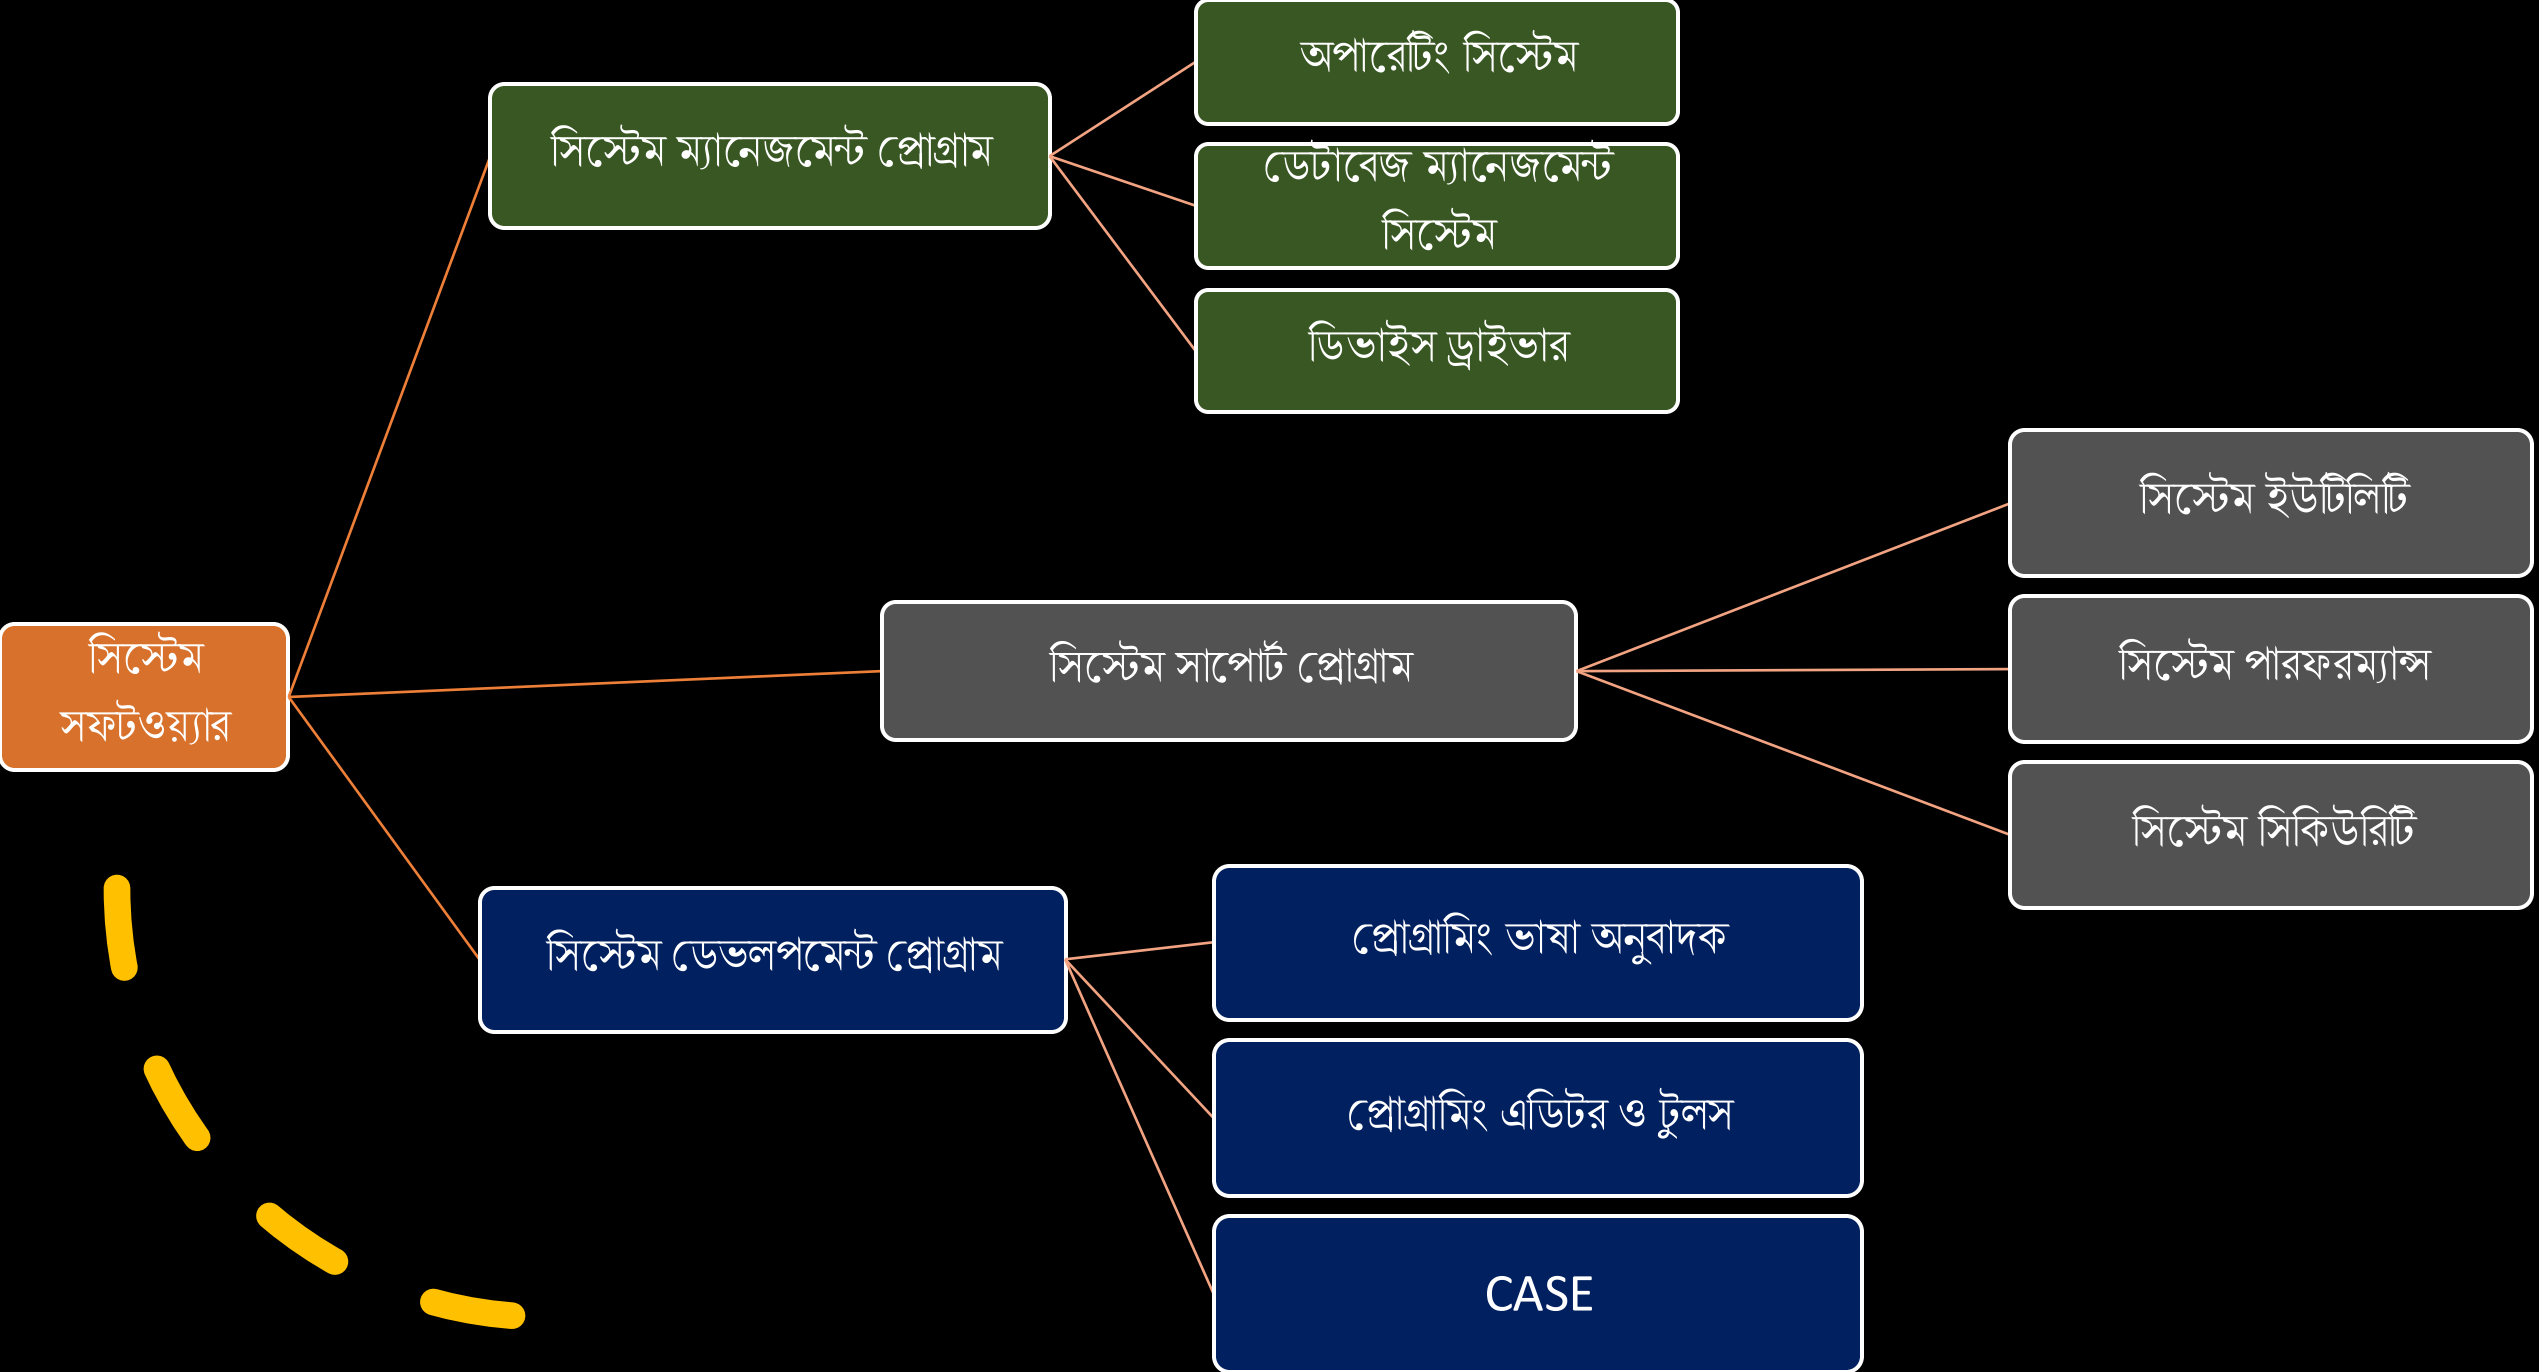 সিস্টেম
সফটওয়্যার
সিস্টেম ম্যানেজমেন্ট প্রোগ্রাম
অপারেটিং সিস্টেম
ডেটাবেজ ম্যানেজমেন্ট
সিস্টেম
ডিভাইস ড্রাইভার
সিস্টেম সাপোর্ট প্রোগ্রাম
সিস্টেম ইউটিলিটি
সিস্টেম পারফরম্যান্স
সিস্টেম সিকিউরিটি
সিস্টেম ডেভলপমেন্ট প্রোগ্রাম
প্রোগ্রামিং ভাষা অনুবাদক
প্রোগ্রামিং এডিটর ও টুলস
CASE